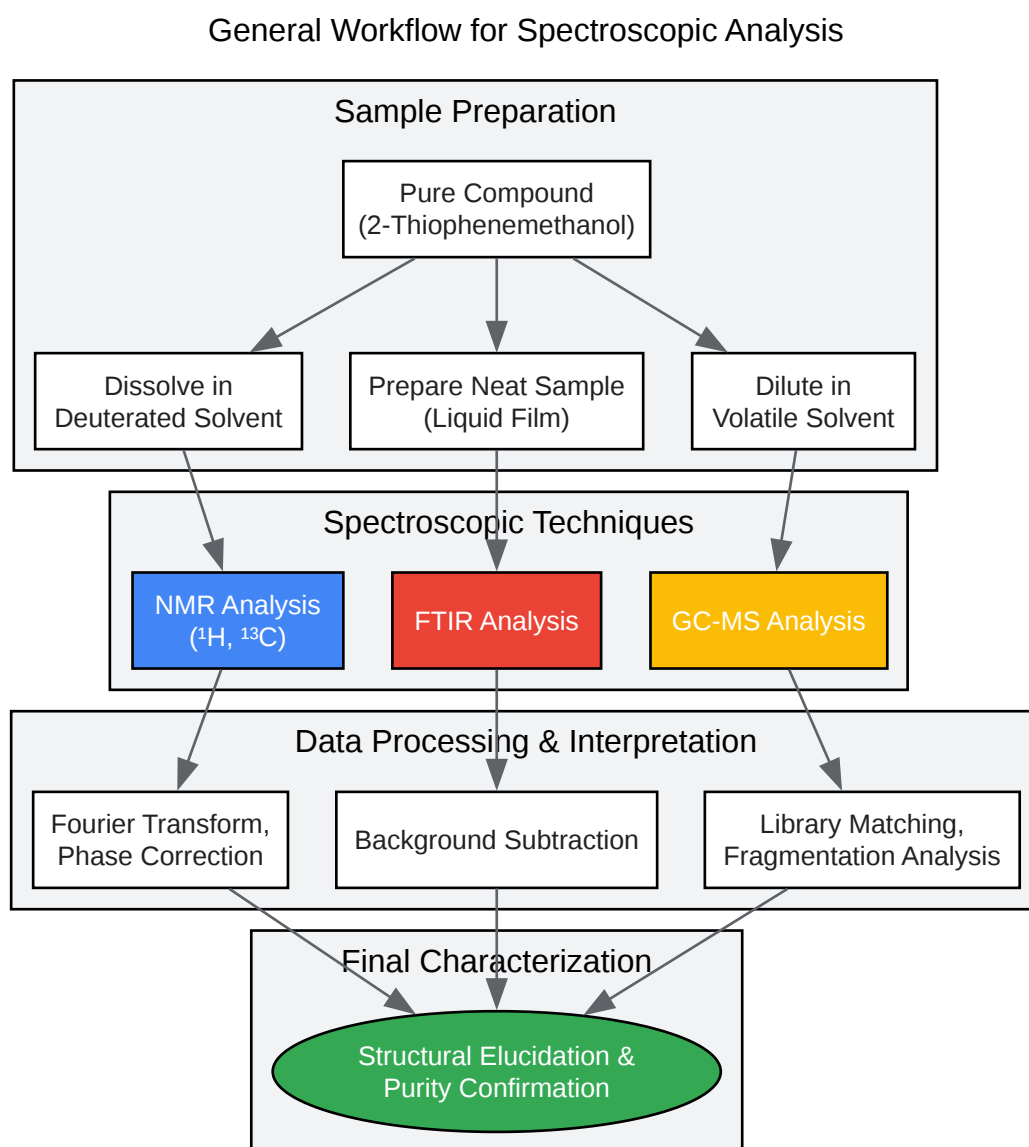 General Workflow for Spectroscopic Analysis
Sample Preparation
Pure Compound
(2-Thiophenemethanol)
Dissolve in
Deuterated Solvent
Prepare Neat Sample
(Liquid Film)
Dilute in
Volatile Solvent
Spectroscopic Techniques
NMR Analysis
(¹H, ¹³C)
FTIR Analysis
GC-MS Analysis
Data Processing & Interpretation
Fourier Transform,
Phase Correction
Background Subtraction
Library Matching,
Fragmentation Analysis
Final Characterization
Structural Elucidation &
Purity Confirmation